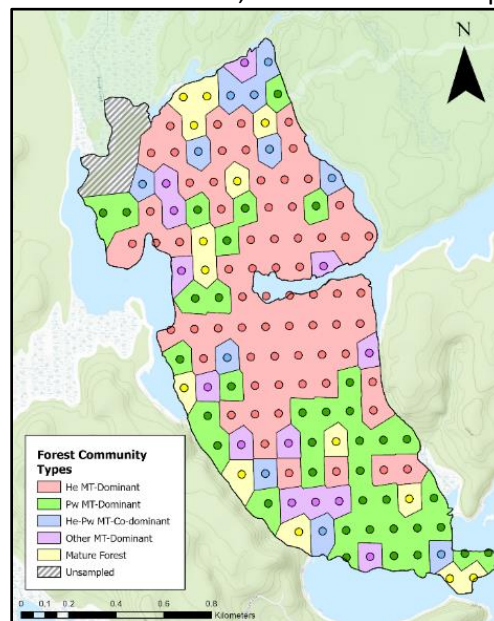 N
Forest Community
Types
He MT-Dominant
Pw MT-Dominant
He-Pw MT-Co-dominant
Other MT-Dominant
Mature Forest
Unsampled
0 0.1 0.2 0.4 0.6 0.8
Kilometers